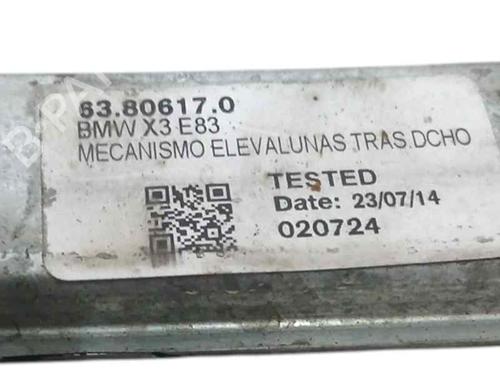 63.80617.0
BMW X3 E83
MECANISMO ELEVALUNAS TRAS.DCHO
TESTED
Date: 23/07/14
020724